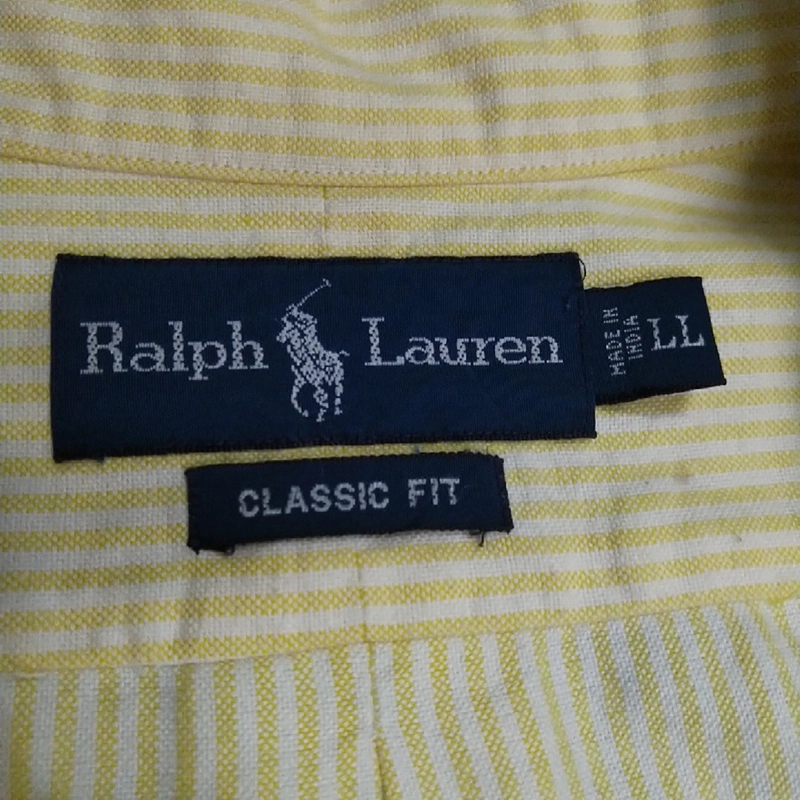 Ralph Lauren
MADE IN
INDIA
LL
CLASSIC FIT